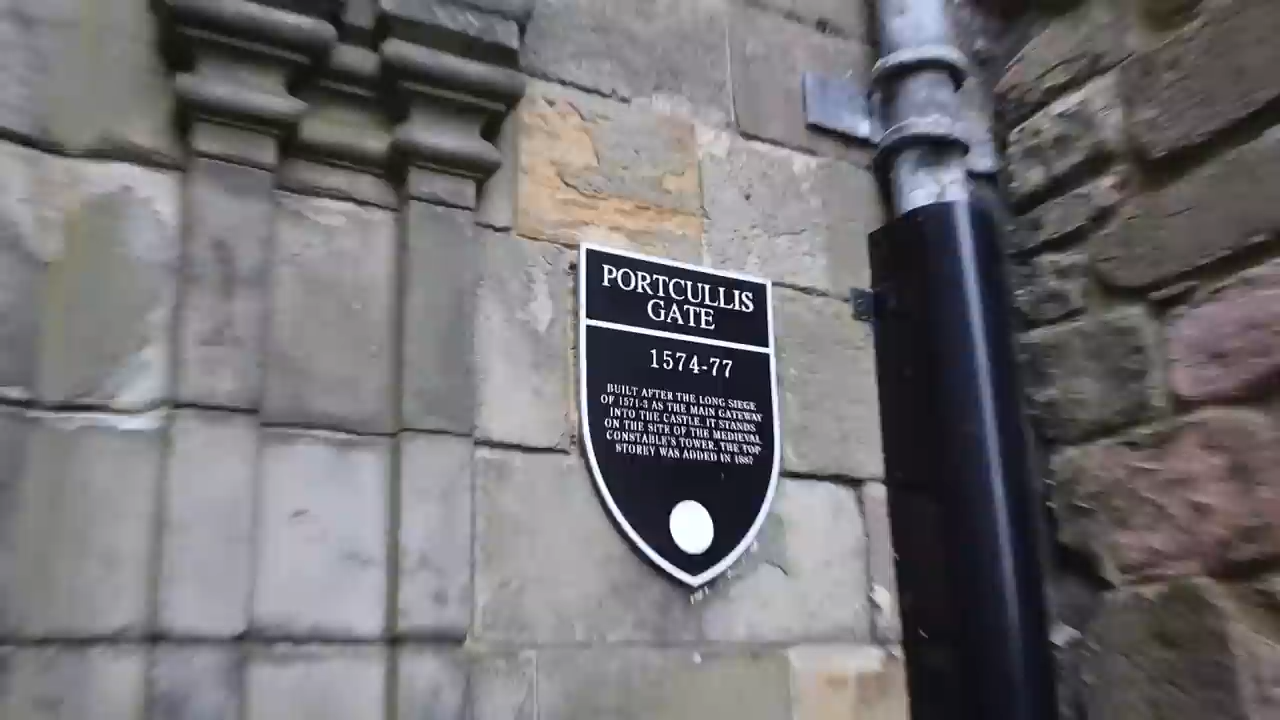 PORTCULLIS
GATE
1574-77
BUILT AFTER THE LONG SIEGE
OF 1571-3 AS THE MAIN GATEWAY
INTO THE CASTLE. IT STANDS
ON THE SITE OF THE MEDIEVAL
CONSTABLE'S TOWER. THE TOP
STOREY WAS ADDED IN 1887